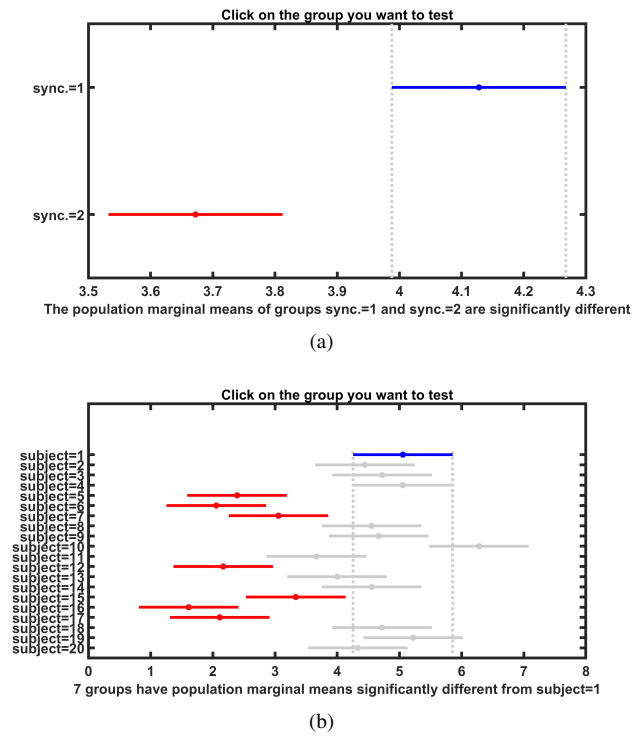 Click on the group you want to test
sync.=1
sync.=2
3.5 3.6 3.7 3.8 3.9 4 4.1 4.2 4.3
The population marginal means of groups sync.=1 and sync.=2 are significantly different
(a)
Click on the group you want to test
subject=1
subject=2
subject=3
subject=4
subject=5
subject=6
subject=7
subject=8
subject=9
subject=10
subject=11
subject=12
subject=13
subject=14
subject=15
subject=16
subject=17
subject=18
subject=19
subject=20
0 1 2 3 4 5 6 7 8
7 groups have population marginal means significantly different from subject=1
(b)